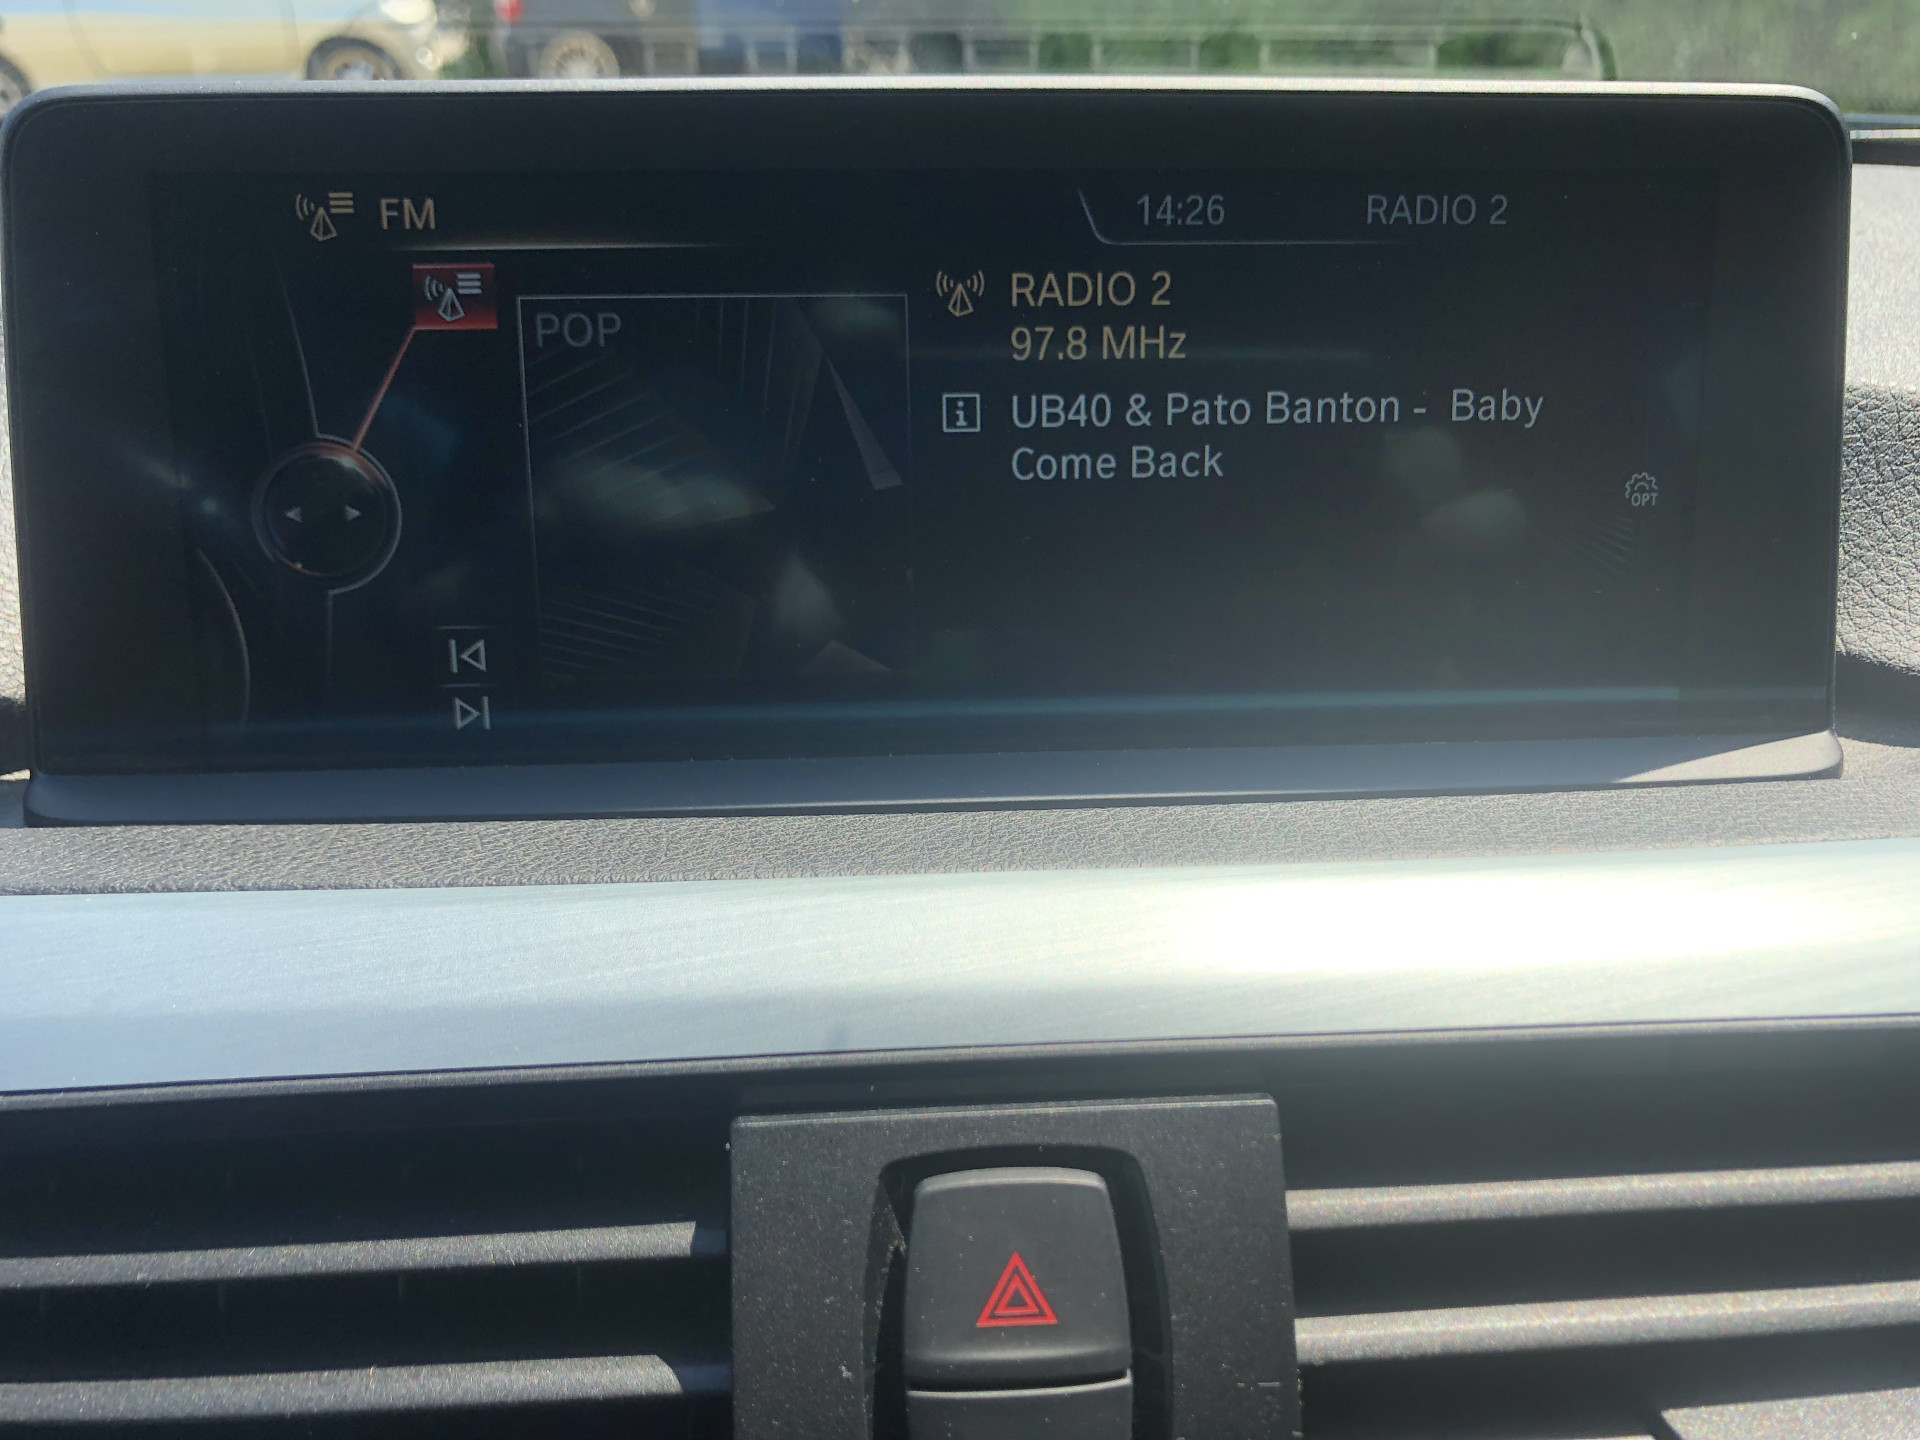 FM
14:26 RADIO 2
POP
RADIO 2
97.8 MHz
UB40 & Pato Banton - Baby
Come Back
OPT